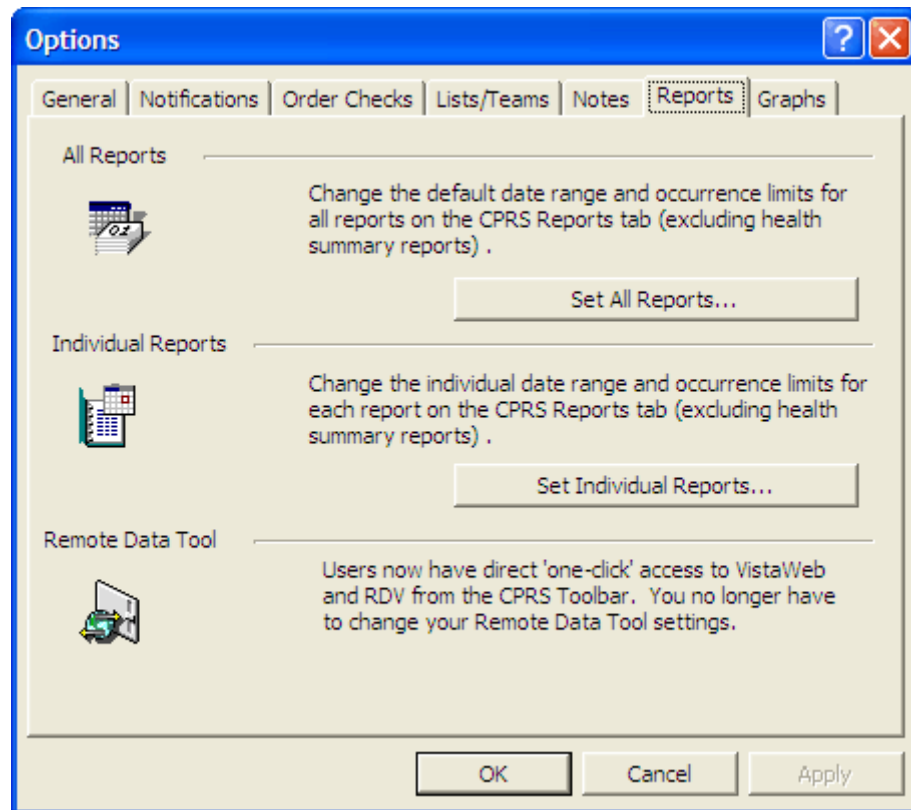 Options
General Notifications Order Checks Lists/Teams Notes Reports Graphs
All Reports
Change the default date range and occurrence limits for
all reports on the CPRS Reports tab (excluding health
summary reports) .
Set All Reports...
Individual Reports
Change the individual date range and occurrence limits for
each report on the CPRS Reports tab (excluding health
summary reports) .
Set Individual Reports...
Remote Data Tool
Users now have direct 'one-click' access to VistaWeb
and RDV from the CPRS Toolbar. You no longer have
to change your Remote Data Tool settings.
OK Cancel Apply